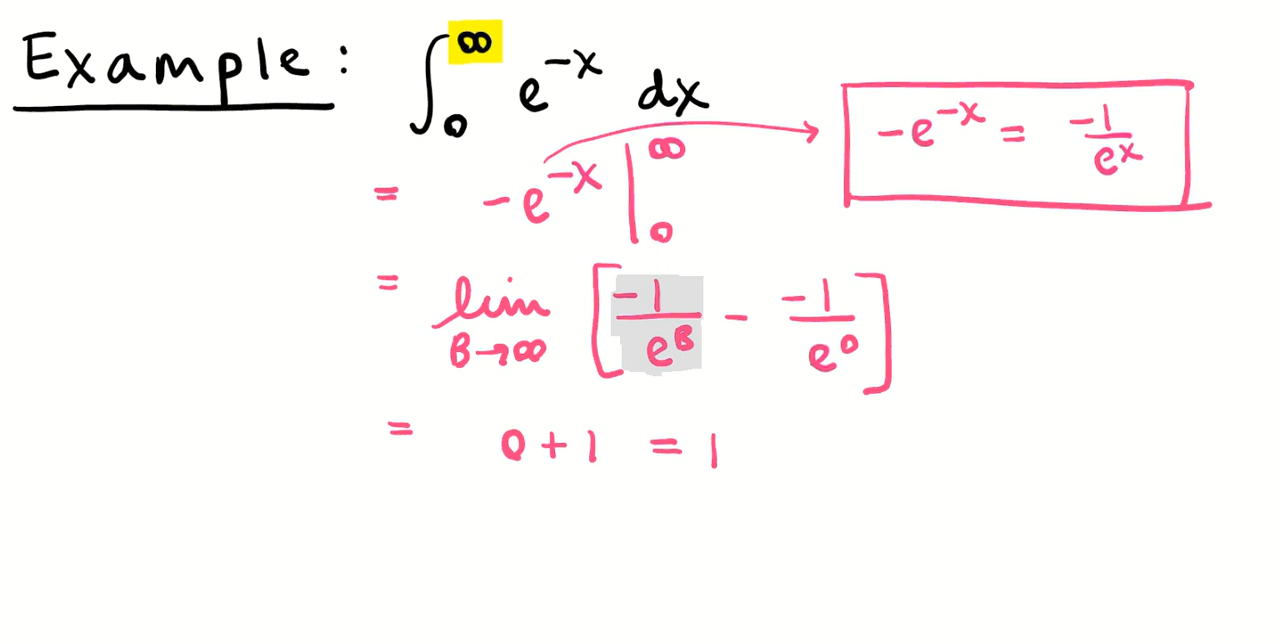 Example: ∫₀^∞ e^{-x} dx
= -e^{-x} |₀^∞
-e^{-x} = -1/e^x
= lim_{B→∞} [ -1/e^B - -1/e^0 ]
= 0 + 1 = 1